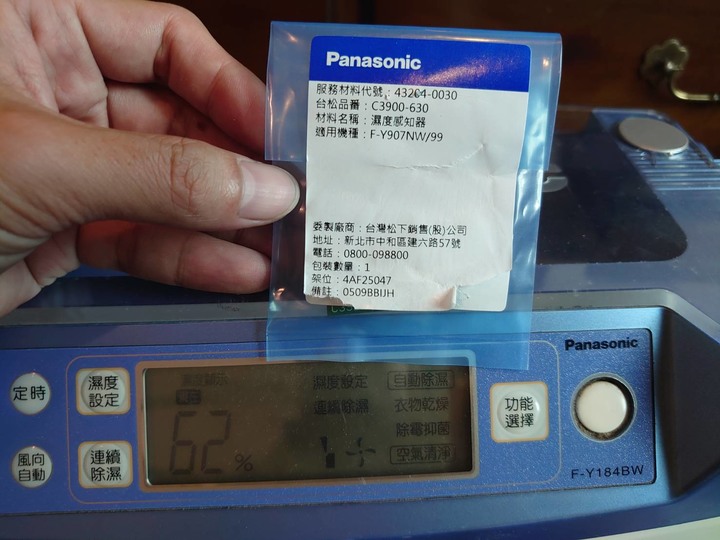 Panasonic
服務材料代號：43264-0030
台松品番：C3900-630
材料名稱：濕度感知器
適用機種：F-Y907NW/99
委製廠商：台灣松下銷售(股)公司
地址：新北市中和區建六路57號
電話：0800-098800
包裝數量：1
架位：4AF25047
備註：0509BBIJH
Panasonic
定時
濕度
設定
風向
自動
連續
除濕
62%
濕度設定
連續除濕
自動除濕
衣物乾燥
除霉抑菌
空氣清淨
功能
選擇
F-Y184BW